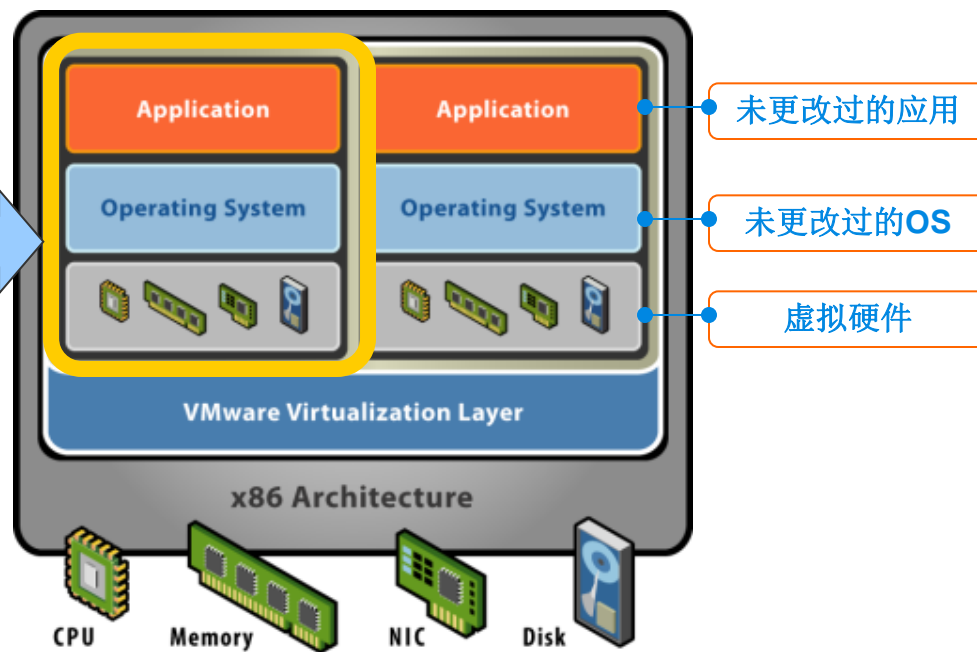 Application
Application
未更改过的应用
Operating System
Operating System
未更改过的OS
虚拟硬件
VMware Virtualization Layer
x86 Architecture
CPU
Memory
NIC
Disk